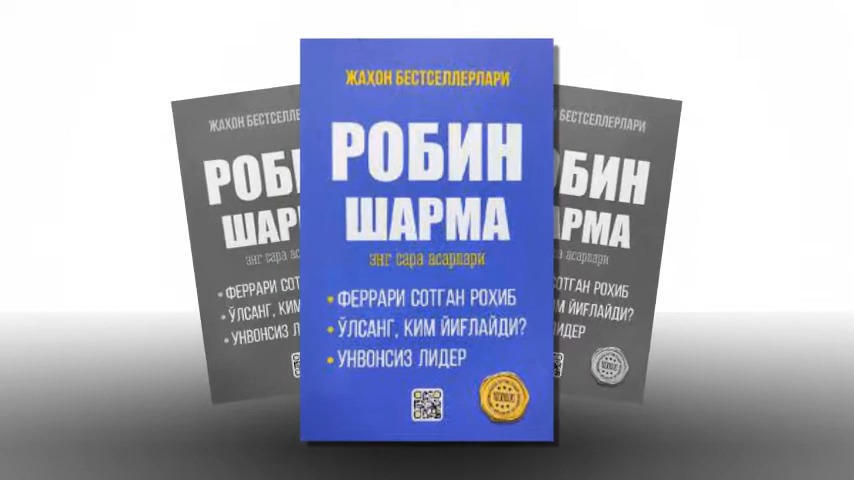 ЖАҲОН БЕСТСЕЛЛЕРЛАРИ
РОБИН
ШАРМА
энг сара асарлари
• ФЕРРАРИ СОТГАН РОҲИБ
• ЎЛСАНГ, КИМ ЙИҒЛАЙДИ?
• УНВОНСИЗ ЛИДЕР